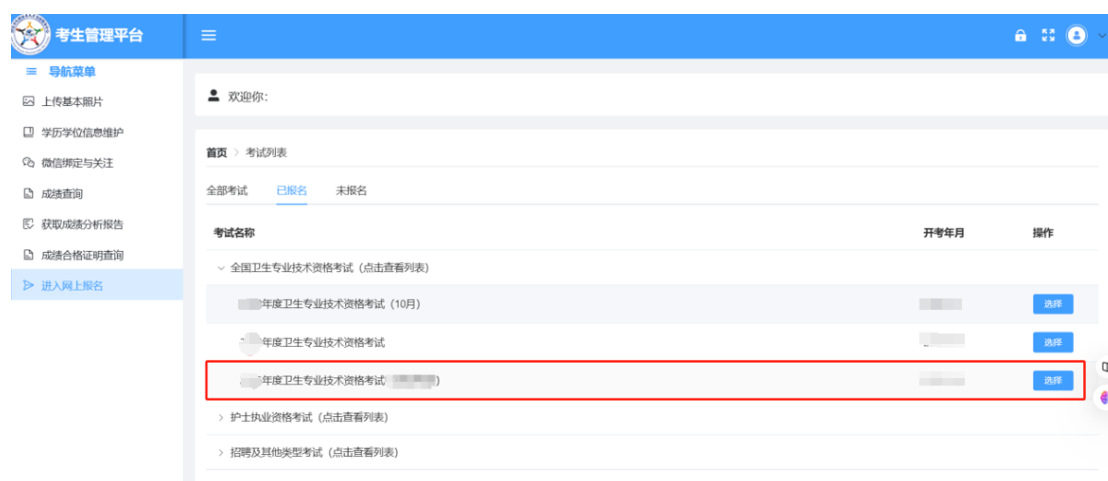 考生管理平台
导航菜单
上传基本照片
学历学位信息维护
微信绑定与关注
成绩查询
获取成绩分析报告
成绩合格证明查询
进入网上报名
欢迎你:
首页 > 考试列表
全部考试 已报名 未报名
考试名称 开考年月 操作
全国卫生专业技术资格考试（点击查看列表）
年度卫生专业技术资格考试（10月） 选择
年度卫生专业技术资格考试 选择
年度卫生专业技术资格考试 ) 选择
护士执业资格考试（点击查看列表）
招聘及其他类型考试（点击查看列表）